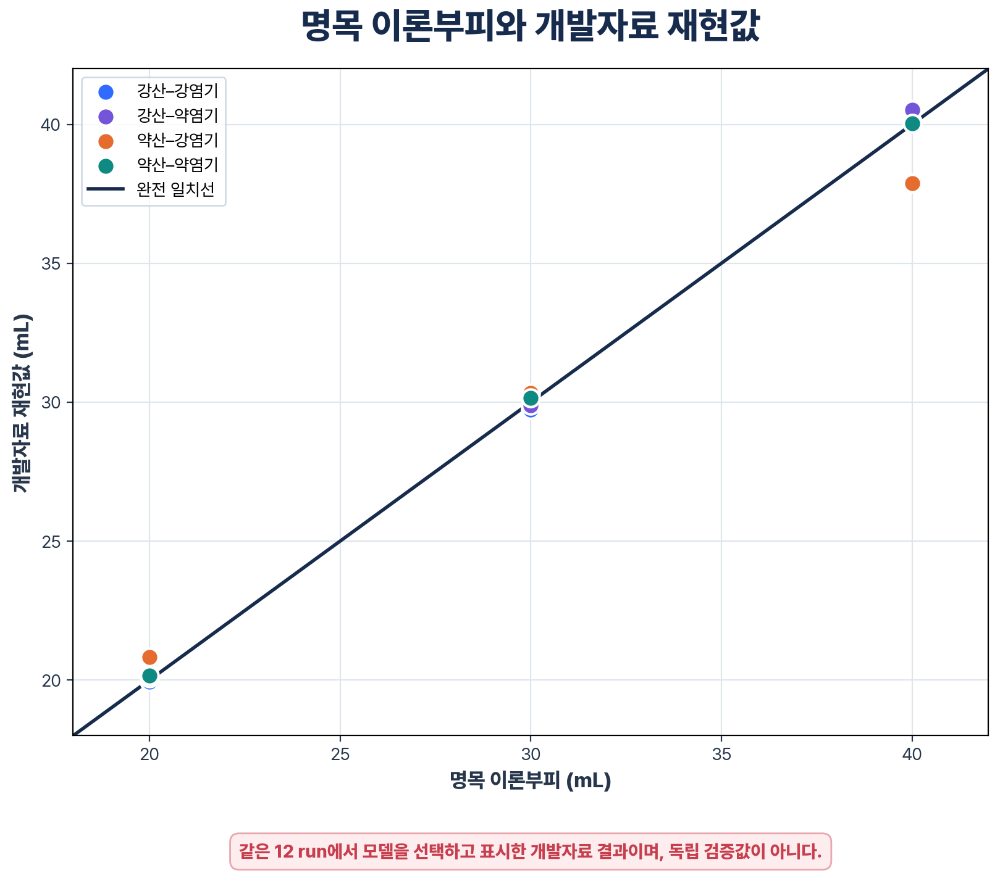 명목 이론부피와 개발자료 재현값
강산–강염기
강산–약염기
약산–강염기
약산–약염기
완전 일치선
40
35
30
25
20
개발자료 재현값 (mL)
20
25
30
35
40
명목 이론부피 (mL)
같은 12 run에서 모델을 선택하고 표시한 개발자료 결과이며, 독립 검증값이 아니다.